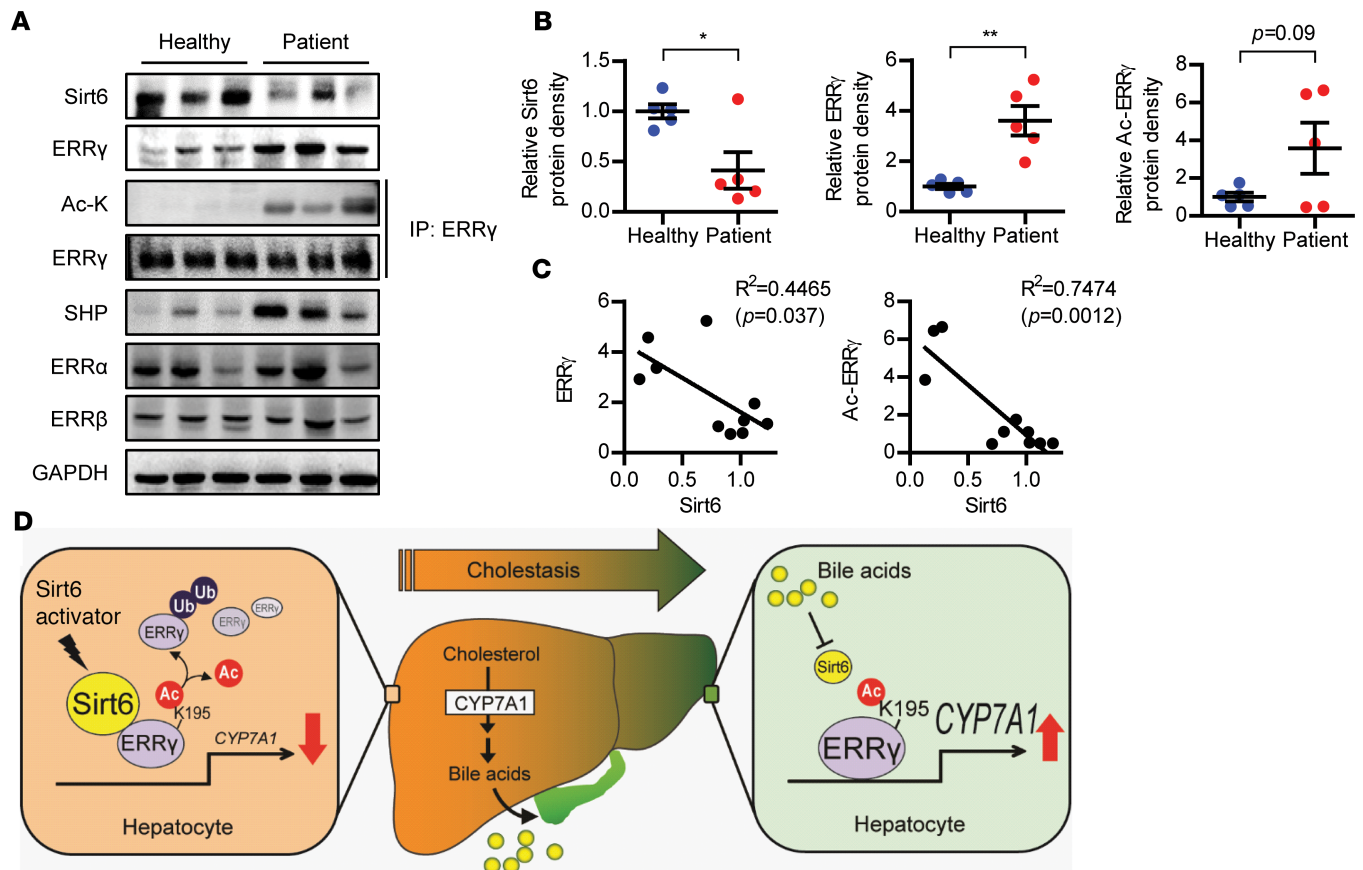 A
Healthy Patient
Sirt6
ERRγ
Ac-K
ERRγ
IP: ERRγ
SHP
ERRα
ERRβ
GAPDH
B
Relative Sirt6
protein density
1.5
1.0
0.5
0.0
*
Healthy Patient
Relative ERRγ
protein density
6
4
2
0
**
Healthy Patient
Relative Ac-ERRγ
protein density
8
6
4
2
0
p=0.09
Healthy Patient
C
R2=0.4465
(p=0.037)
ERRγ
6
4
2
0
0.0 0.5 1.0
Sirt6
R2=0.7474
(p=0.0012)
Ac-ERRγ
8
6
4
2
0
0.0 0.5 1.0
Sirt6
D
Sirt6
activator
Ub
Ub
ERRγ
ERRγ
ERRγ
Ac
Ac
Sirt6
K195
ERRγ
CYP7A1
Hepatocyte
Cholestasis
Cholesterol
CYP7A1
Bile acids
Bile acids
Sirt6
Ac
K195
CYP7A1
ERRγ
Hepatocyte